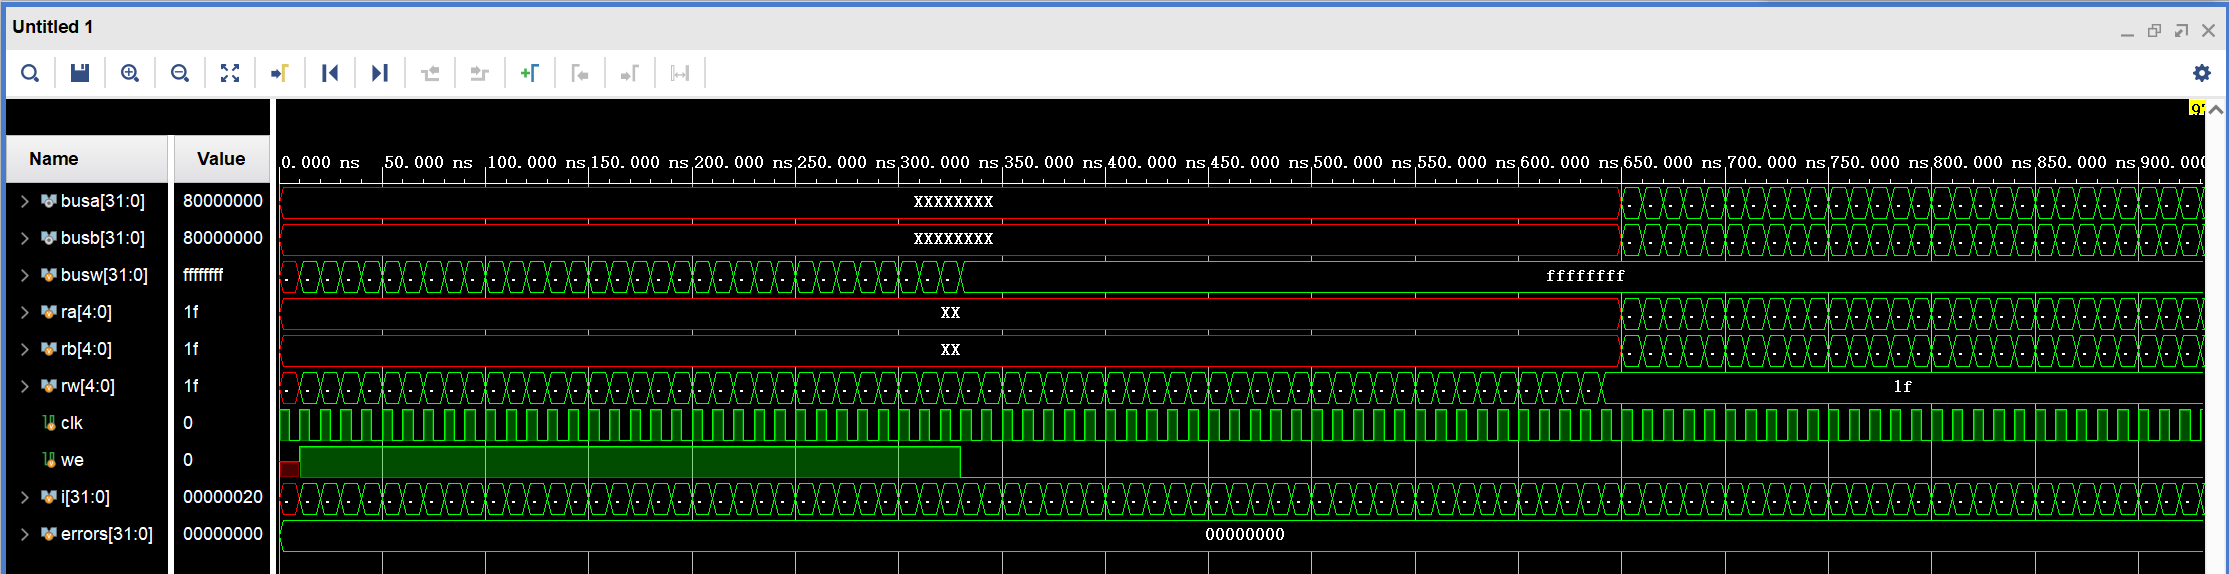 Untitled 1
Name Value
0.000 ns 50.000 ns 100.000 ns 150.000 ns 200.000 ns 250.000 ns 300.000 ns 350.000 ns 400.000 ns 450.000 ns 500.000 ns 550.000 ns 600.000 ns 650.000 ns 700.000 ns 750.000 ns 800.000 ns 850.000 ns 900.000
busa[31:0] 80000000 XXXXXXXX
busb[31:0] 80000000 XXXXXXXX
busw[31:0] ffffffff ffffffff
ra[4:0] 1f XX
rb[4:0] 1f XX
rw[4:0] 1f 1f
clk 0
we 0
i[31:0] 00000020
errors[31:0] 00000000 00000000